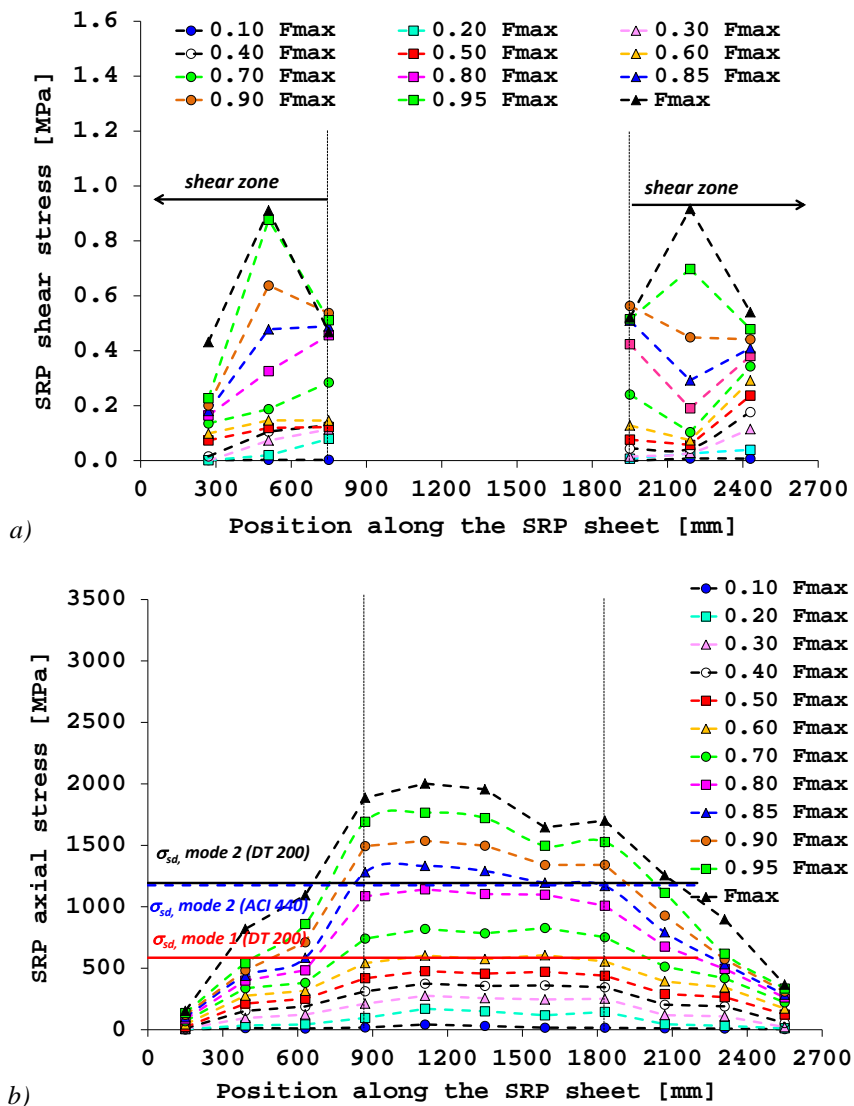 1.6
1.4
1.2
1.0
0.8
0.6
0.4
0.2
0.0
SRP shear stress [MPa]
0.10 Fmax 0.20 Fmax 0.30 Fmax
0.40 Fmax 0.50 Fmax 0.60 Fmax
0.70 Fmax 0.80 Fmax 0.85 Fmax
0.90 Fmax 0.95 Fmax Fmax
shear zone shear zone
0 300 600 900 1200 1500 1800 2100 2400 2700
Position along the SRP sheet [mm]
a)
3500
3000
2500
2000
1500
1000
500
0
SRP axial stress [MPa]
0.10 Fmax
0.20 Fmax
0.30 Fmax
0.40 Fmax
0.50 Fmax
0.60 Fmax
0.70 Fmax
0.80 Fmax
0.85 Fmax
0.90 Fmax
0.95 Fmax
Fmax
σsd, mode 2 (DT 200)
σsd, mode 2 (ACI 440)
σsd, mode 1 (DT 200)
0 300 600 900 1200 1500 1800 2100 2400 2700
Position along the SRP sheet [mm]
b)